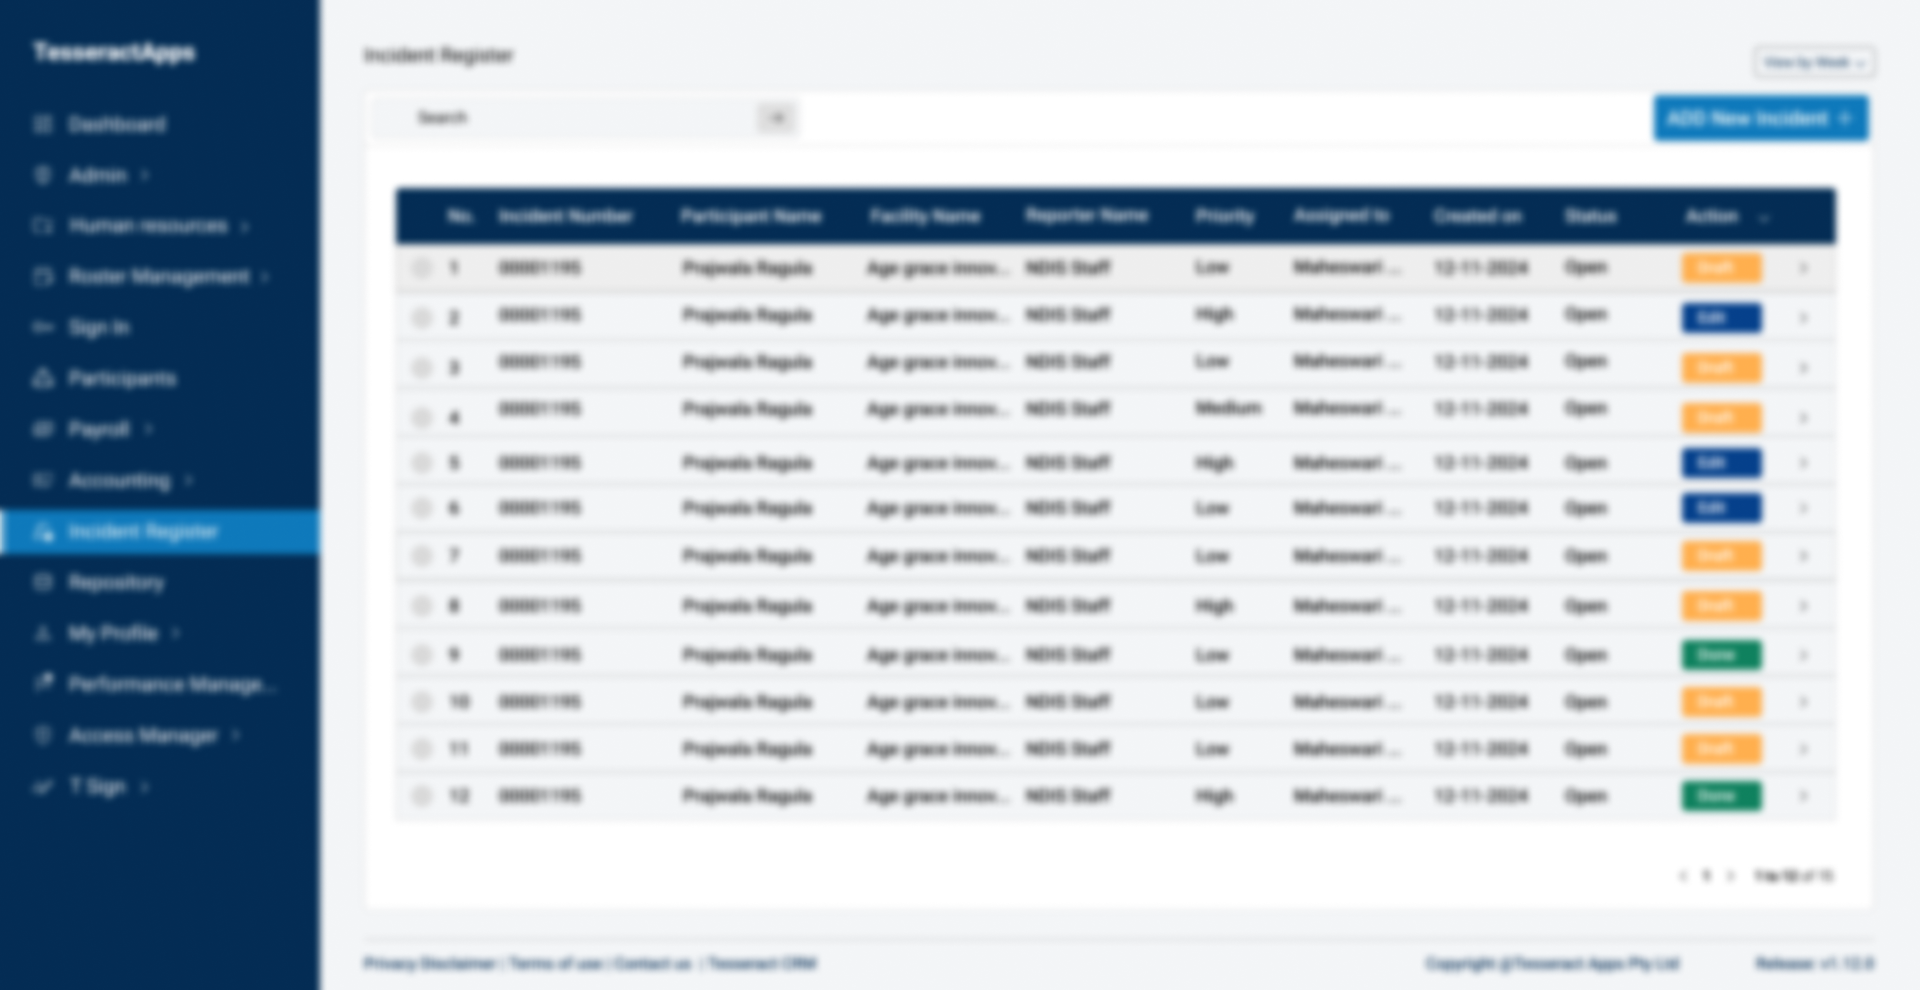 TesseractApps
Dashboard
Admin
Human resources
Roster Management
Sign In
Participants
Payroll
Accounting
Incident Register
Repository
My Profile
Performance Manage...
Access Manager
T Sign
Incident Register
View by Week
Search
ADD New Incident +
No. Incident Number Participant Name Facility Name Reporter Name Priority Assigned to Created on Status Action
1 00001195 Prajwala Ragula Age grace innov... NDIS Staff Low Maheswari ... 12-11-2024 Open Draft
2 00001195 Prajwala Ragula Age grace innov... NDIS Staff High Maheswari ... 12-11-2024 Open Edit
3 00001195 Prajwala Ragula Age grace innov... NDIS Staff Low Maheswari ... 12-11-2024 Open Draft
4 00001195 Prajwala Ragula Age grace innov... NDIS Staff Medium Maheswari ... 12-11-2024 Open Draft
5 00001195 Prajwala Ragula Age grace innov... NDIS Staff High Maheswari ... 12-11-2024 Open Edit
6 00001195 Prajwala Ragula Age grace innov... NDIS Staff Low Maheswari ... 12-11-2024 Open Edit
7 00001195 Prajwala Ragula Age grace innov... NDIS Staff Low Maheswari ... 12-11-2024 Open Draft
8 00001195 Prajwala Ragula Age grace innov... NDIS Staff High Maheswari ... 12-11-2024 Open Draft
9 00001195 Prajwala Ragula Age grace innov... NDIS Staff Low Maheswari ... 12-11-2024 Open Done
10 00001195 Prajwala Ragula Age grace innov... NDIS Staff Low Maheswari ... 12-11-2024 Open Draft
11 00001195 Prajwala Ragula Age grace innov... NDIS Staff Low Maheswari ... 12-11-2024 Open Draft
12 00001195 Prajwala Ragula Age grace innov... NDIS Staff High Maheswari ... 12-11-2024 Open Done
< 1 > 1 to 12 of 15
Privacy Disclaimer | Terms of use | Contact us | Tesseract CRM
Copyright @Tesseract Apps Pty Ltd
Release: v1.12.0